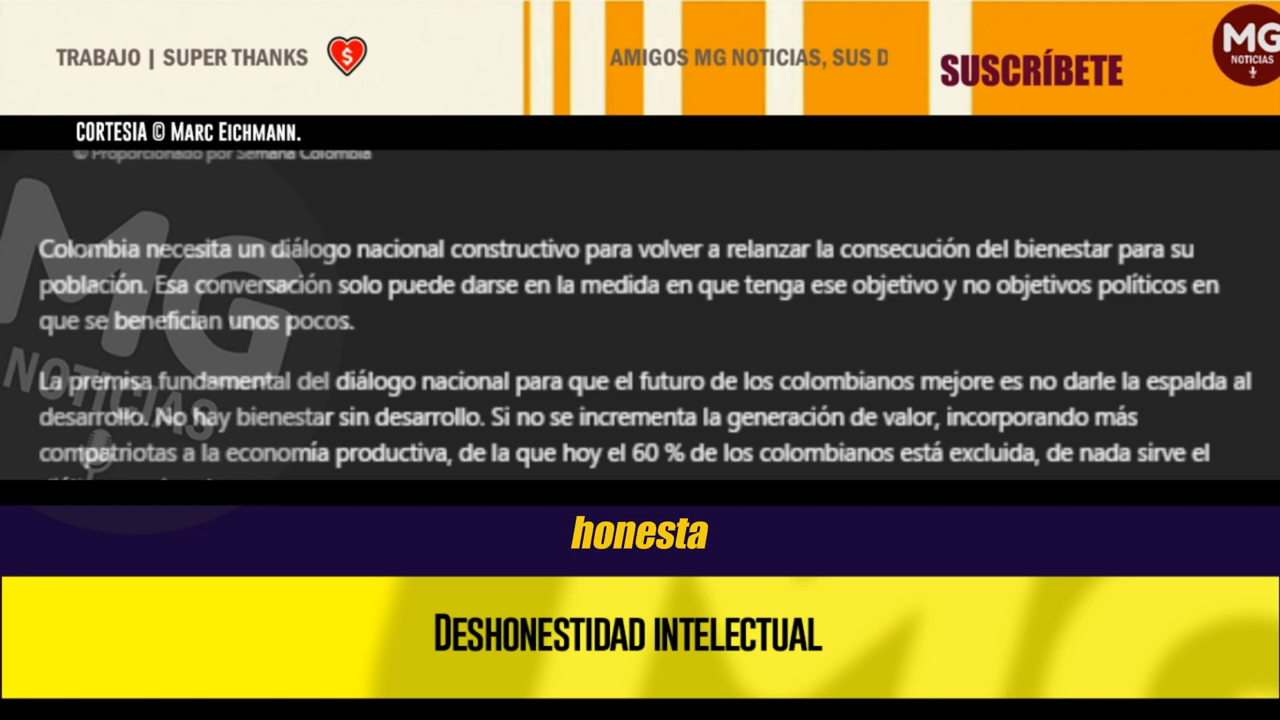 TRABAJO | SUPER THANKS
AMIGOS MG NOTICIAS, SUS D
SUSCRÍBETE
MG
NOTICIAS
CORTESIA © MARC EICHMANN.
© Proporcionado por Semana Colombia
MG
NOTICIAS
Colombia necesita un diálogo nacional constructivo para volver a relanzar la consecución del bienestar para su
población. Esa conversación solo puede darse en la medida en que tenga ese objetivo y no objetivos políticos en
que se benefician unos pocos.
La premisa fundamental del diálogo nacional para que el futuro de los colombianos mejore es no darle la espalda al
desarrollo. No hay bienestar sin desarrollo. Si no se incrementa la generación de valor, incorporando más
compatriotas a la economía productiva, de la que hoy el 60 % de los colombianos está excluida, de nada sirve el
honesta
DESHONESTIDAD INTELECTUAL